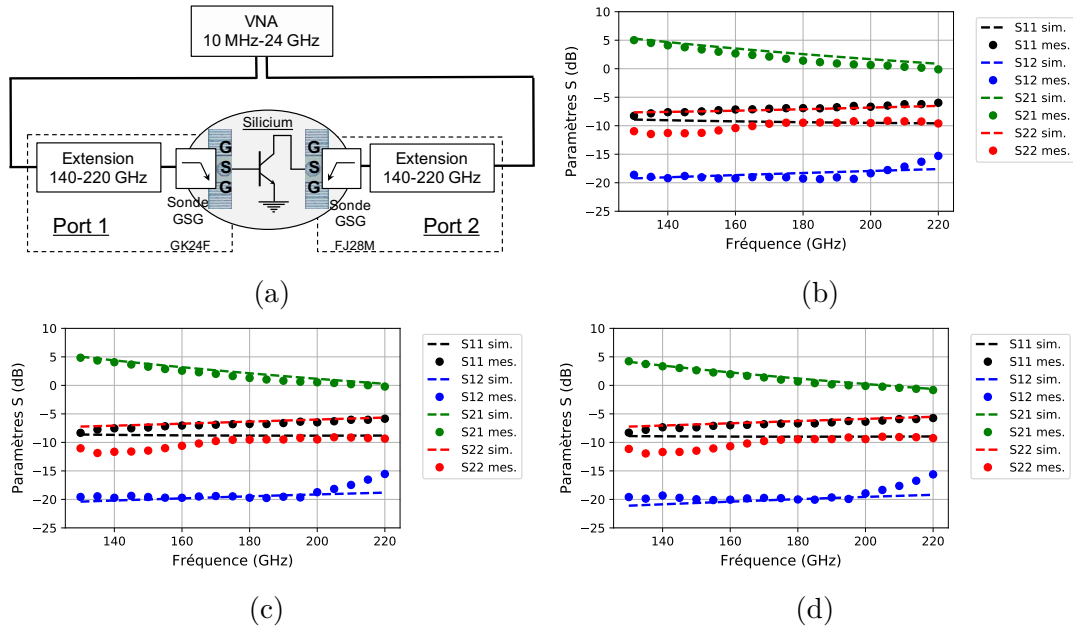 VNA
10 MHz-24 GHz
Silicium
Extension
140-220 GHz
G
S
G
G
S
G
Extension
140-220 GHz
Sonde
GSG
Sonde
GSG
Port 1
Port 2
GK24F
FJ28M
(a)
Paramètres S (dB)
10
5
0
−5
−10
−15
−20
−25
140
160
180
200
220
Fréquence (GHz)
S11 sim.
S11 mes.
S12 sim.
S12 mes.
S21 sim.
S21 mes.
S22 sim.
S22 mes.
(b)
Paramètres S (dB)
10
5
0
−5
−10
−15
−20
−25
140
160
180
200
220
Fréquence (GHz)
S11 sim.
S11 mes.
S12 sim.
S12 mes.
S21 sim.
S21 mes.
S22 sim.
S22 mes.
(c)
Paramètres S (dB)
10
5
0
−5
−10
−15
−20
−25
140
160
180
200
220
Fréquence (GHz)
S11 sim.
S11 mes.
S12 sim.
S12 mes.
S21 sim.
S21 mes.
S22 sim.
S22 mes.
(d)